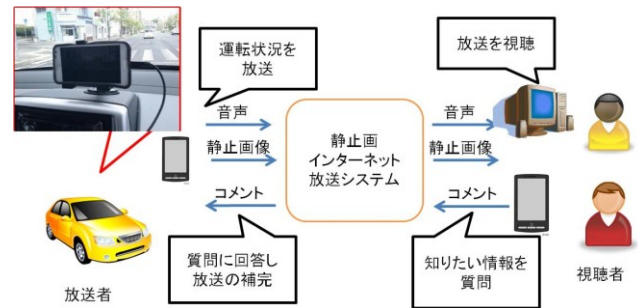 運転状況を
放送
放送を視聴
音声
静止画像
コメント
静止画
インターネット
放送システム
音声
静止画像
コメント
質問に回答し
放送の補完
知りたい情報を
質問
放送者
視聴者